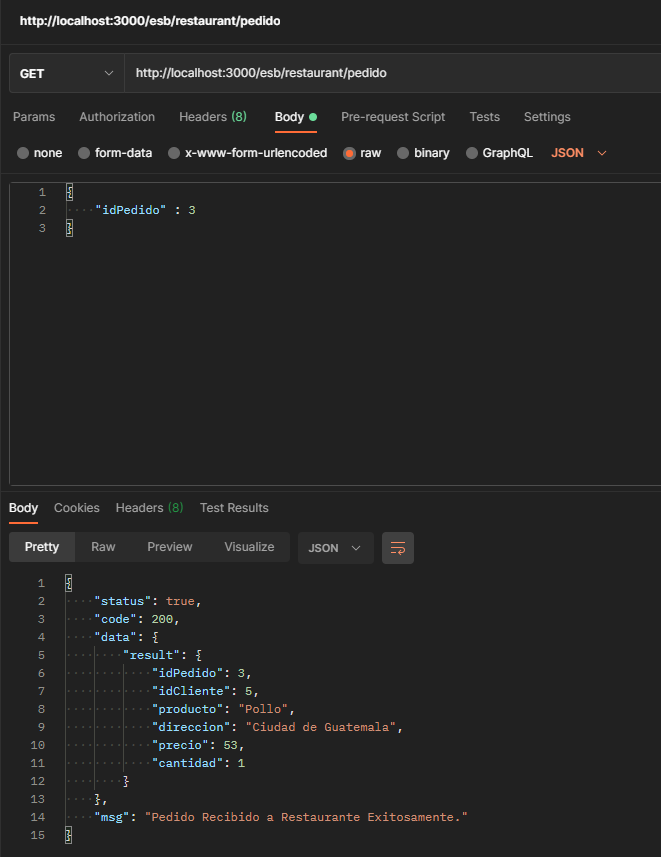 http://localhost:3000/esb/restaurant/pedido
GET http://localhost:3000/esb/restaurant/pedido
Params Authorization Headers (8) Body Pre-request Script Tests Settings
none form-data x-www-form-urlencoded raw binary GraphQL JSON
1 {
2 "idPedido" : 3
3 }
Body Cookies Headers (8) Test Results
Pretty Raw Preview Visualize JSON
1 {
2 "status": true,
3 "code": 200,
4 "data": {
5 "result": {
6 "idPedido": 3,
7 "idCliente": 5,
8 "producto": "Pollo",
9 "direccion": "Ciudad de Guatemala",
10 "precio": 53,
11 "cantidad": 1
12 }
13 },
14 "msg": "Pedido Recibido a Restaurante Exitosamente."
15 }